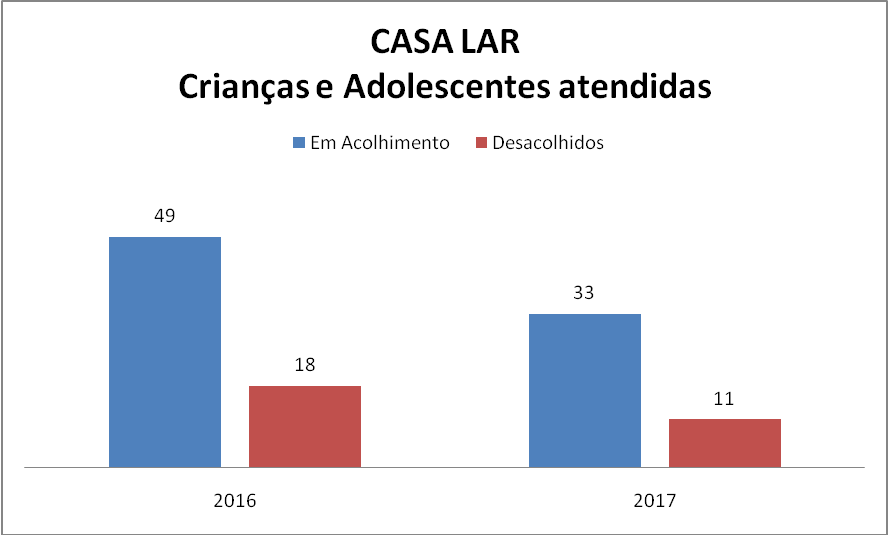 CASA LAR
Crianças e Adolescentes atendidas
Em Acolhimento Desacolhidos
49
18
33
11
2016 2017